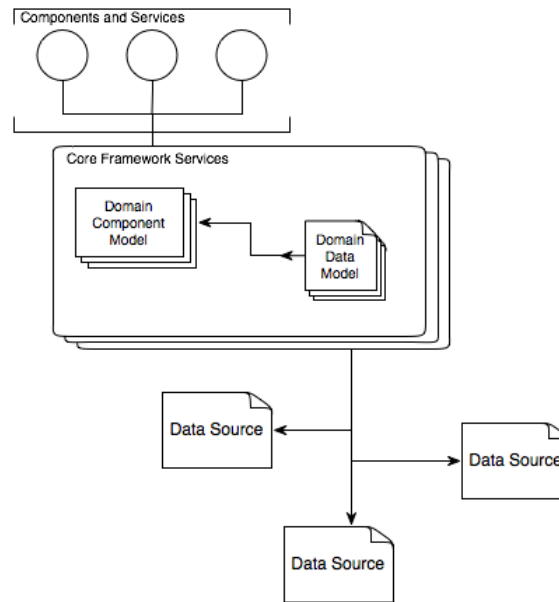 Components and Services
Core Framework Services
Domain
Component
Model
Domain
Data
Model
Data Source
Data Source
Data Source